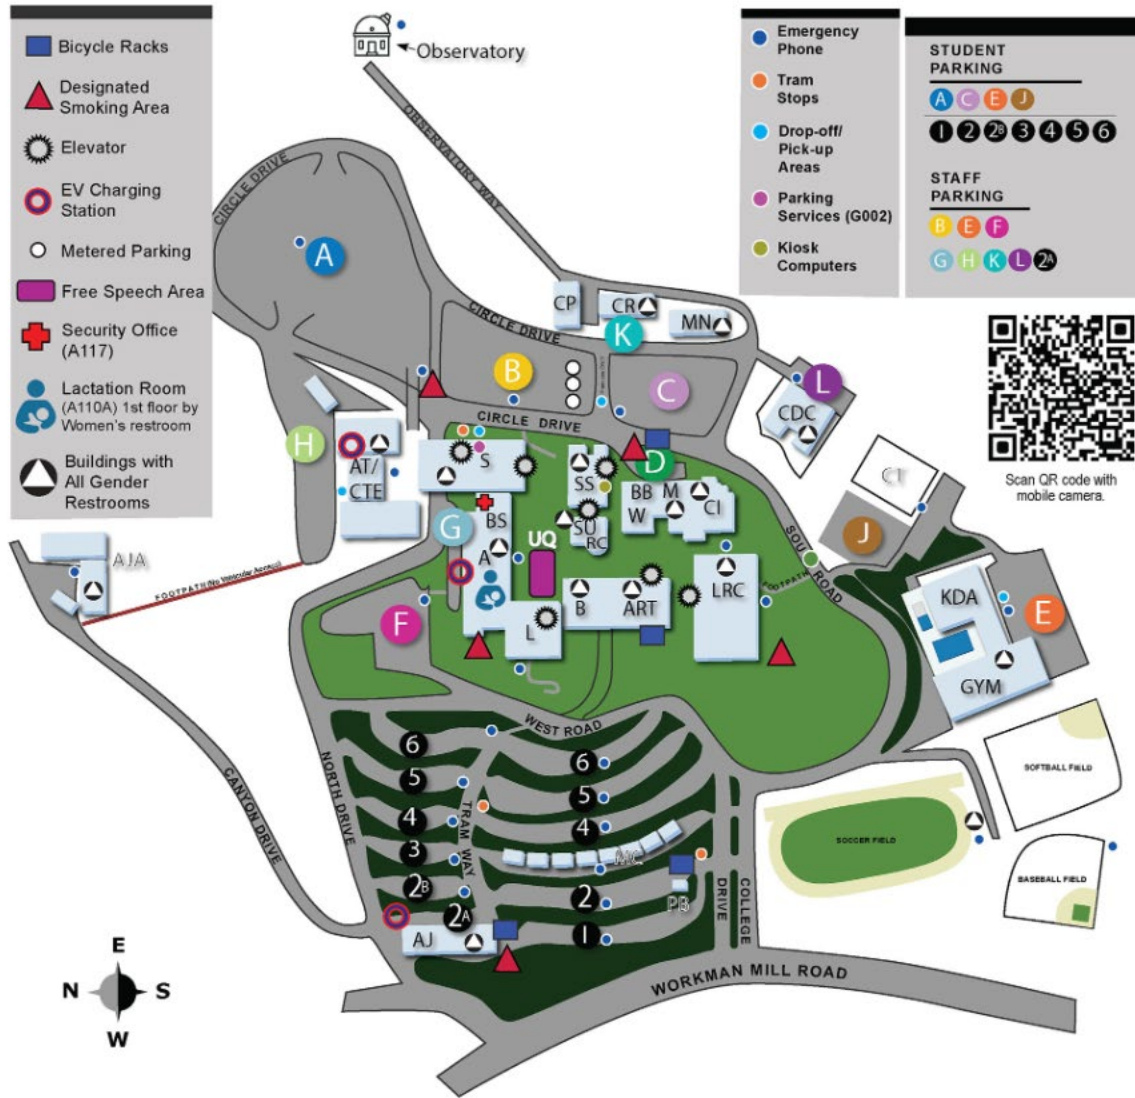 Bicycle Racks
Designated
Smoking Area
Elevator
EV Charging
Station
Metered Parking
Free Speech Area
Security Office
(A117)
Lactation Room
(A110A) 1st floor by
Women's restroom
Buildings with
All Gender
Restrooms
Observatory
Emergency
Phone
Tram
Stops
Drop-off/
Pick-up
Areas
Parking
Services (G002)
Kiosk
Computers
STUDENT
PARKING
A C E J
1 2 2B 3 4 5 6
STAFF
PARKING
B E F
G H K L 2A
Scan QR code with
mobile camera.
OBSERVATORY WAY
CIRCLE DRIVE
A
CP
CR
MN
K
CIRCLE DRIVE
B
C
L
CDC
CIRCLE DRIVE
H
AT/
CTE
S
SS
D
BB
M
W
CI
CT
J
G
BS
SU
RC
UQ
A
SOUTH ROAD
AJA
FOOTPATH (No Vehicular Access)
F
B
ART
LRC
FOOTPATH
KDA
E
L
GYM
WEST ROAD
NORTH DRIVE
CANYON DRIVE
TRAM WAY
6
5
4
3
2B
2A
6
5
4
MC
2
1
PB
AJ
COLLEGE
DRIVE
SOFTBALL FIELD
SOCCER FIELD
BASEBALL FIELD
WORKMAN MILL ROAD
E
N S
W